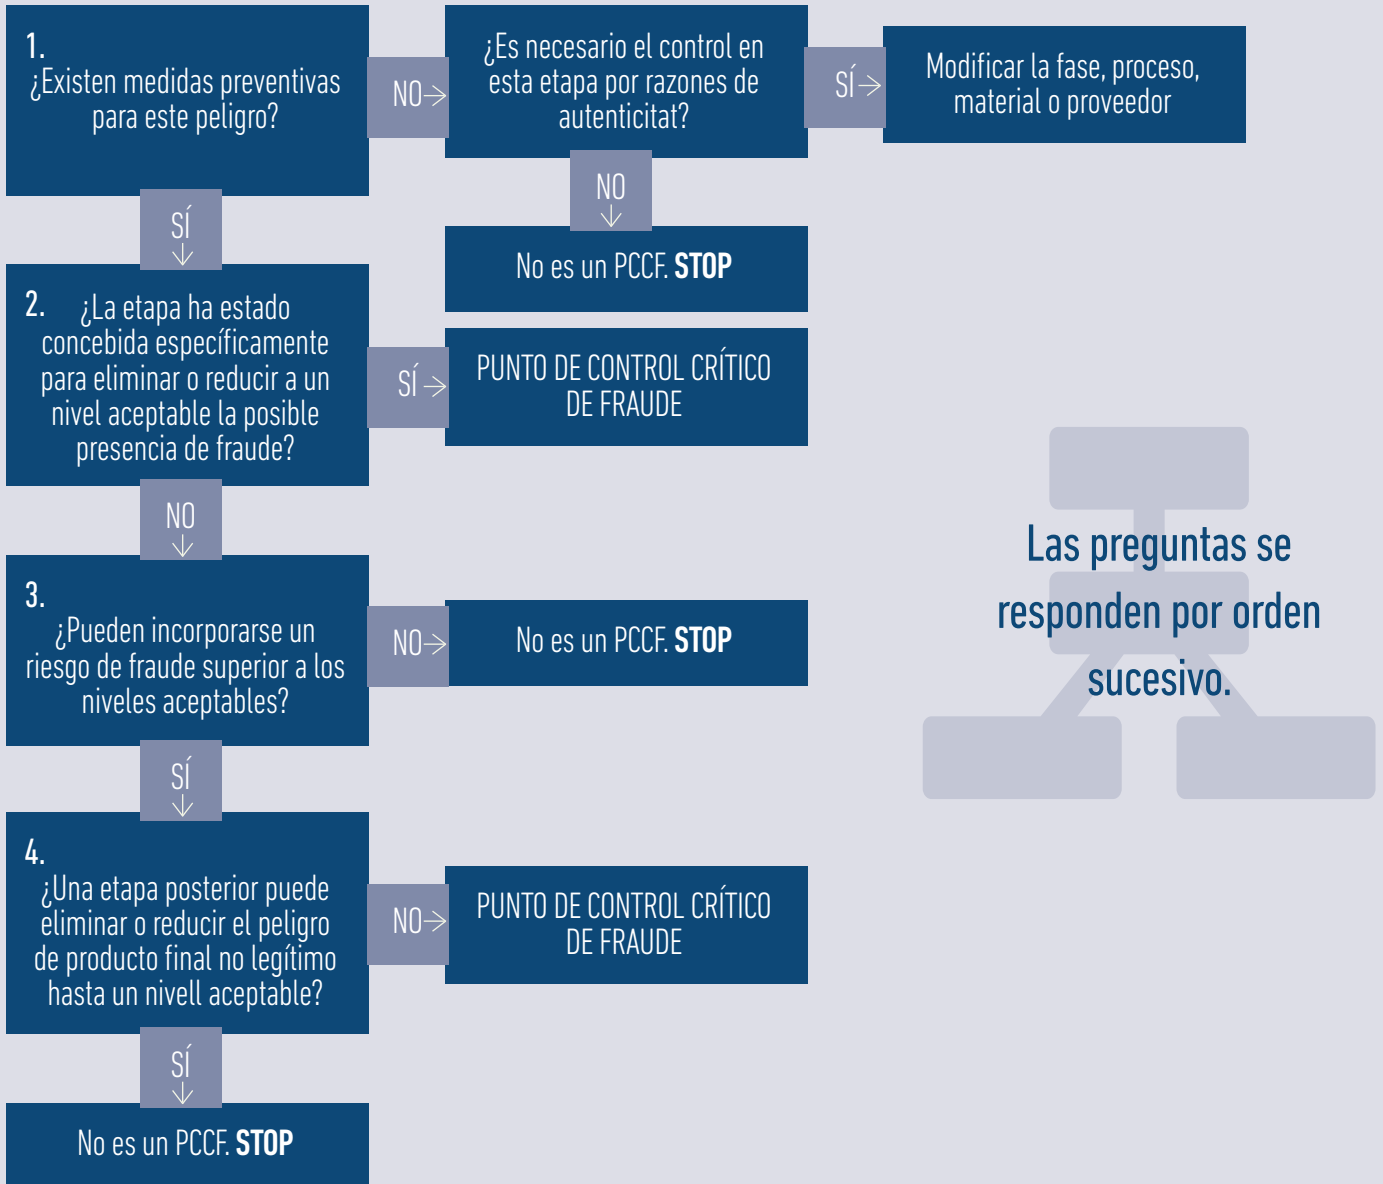 1.
¿Existen medidas preventivas
para este peligro?
NO→
¿Es necesario el control en
esta etapa por razones de
autenticitat?
SÍ→
Modificar la fase, proceso,
material o proveedor
SÍ
↓
NO
↓
No es un PCCF. STOP
2. ¿La etapa ha estado
concebida específicamente
para eliminar o reducir a un
nivel aceptable la posible
presencia de fraude?
SÍ→
PUNTO DE CONTROL CRÍTICO
DE FRAUDE
NO
↓
3.
¿Pueden incorporarse un
riesgo de fraude superior a los
niveles aceptables?
NO→
No es un PCCF. STOP
SÍ
↓
4.
¿Una etapa posterior puede
eliminar o reducir el peligro
de producto final no legítimo
hasta un nivell aceptable?
NO→
PUNTO DE CONTROL CRÍTICO
DE FRAUDE
SÍ
↓
No es un PCCF. STOP
Las preguntas se
responden por orden
sucesivo.